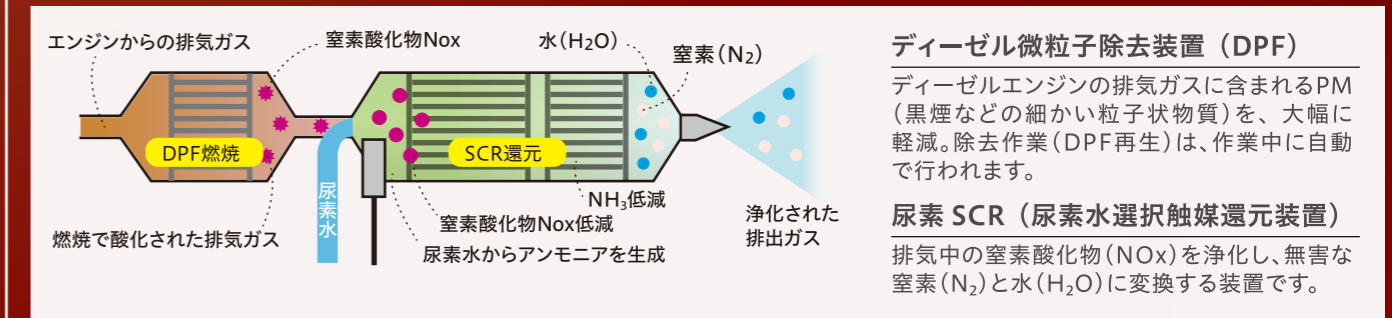 エンジンからの排気ガス
窒素酸化物Nox
水（H₂O）
窒素（N₂）
DPF燃焼
SCR還元
尿素水
NH₃低減
窒素酸化物Nox低減
燃焼で酸化された排気ガス
尿素水からアンモニアを生成
浄化された
排出ガス
ディーゼル微粒子除去装置（DPF）
ディーゼルエンジンの排気ガスに含まれるPM
（黒煙などの細かい粒子状物質）を、大幅に
軽減。除去作業（DPF再生）は、作業中に自動
で行われます。
尿素 SCR（尿素水選択触媒還元装置）
排気中の窒素酸化物（NOx）を浄化し、無害な
窒素（N₂）と水（H₂O）に変換する装置です。